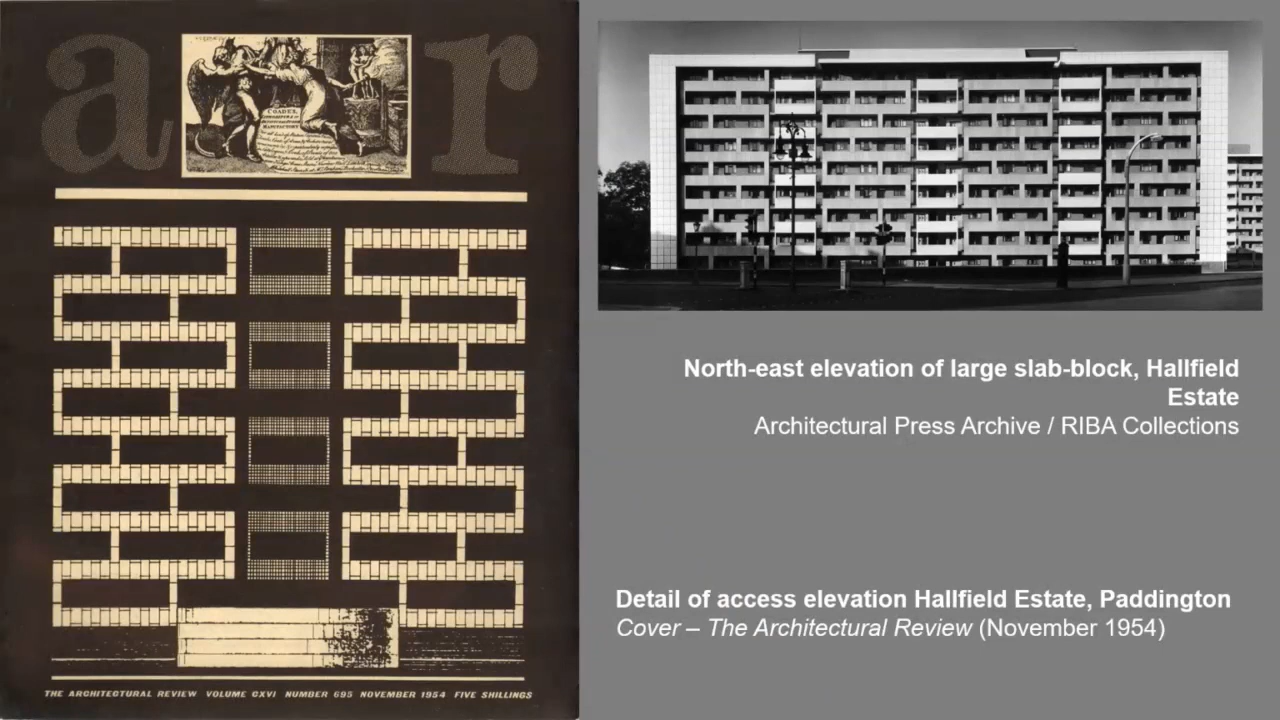 a r
COADES
MANUFACTORY
THE ARCHITECTURAL REVIEW VOLUME CXVI NUMBER 695 NOVEMBER 1954 FIVE SHILLINGS
North-east elevation of large slab-block, Hallfield
Estate
Architectural Press Archive / RIBA Collections
Detail of access elevation Hallfield Estate, Paddington
Cover – The Architectural Review (November 1954)